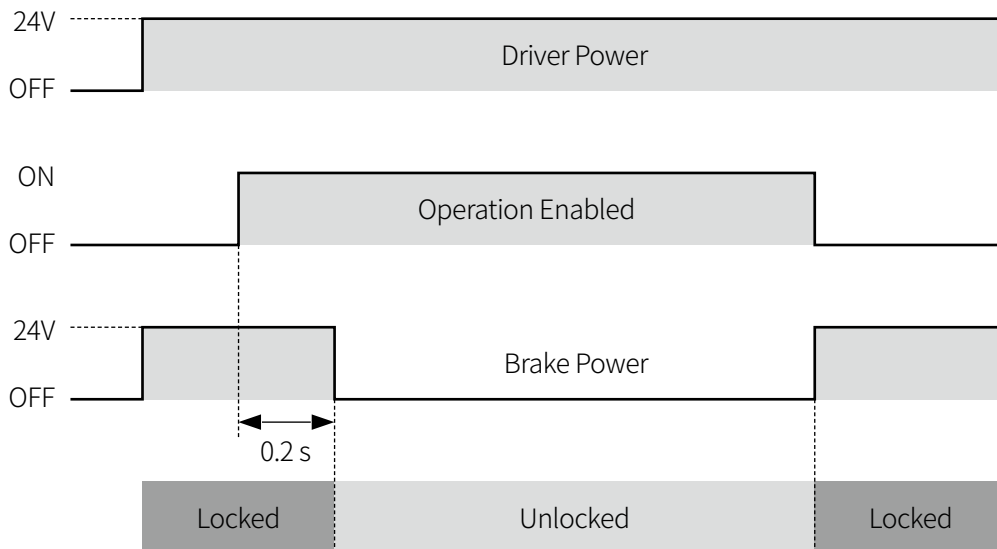 24V
Driver Power
OFF
ON
Operation Enabled
OFF
24V
Brake Power
OFF
0.2 s
Locked Unlocked Locked